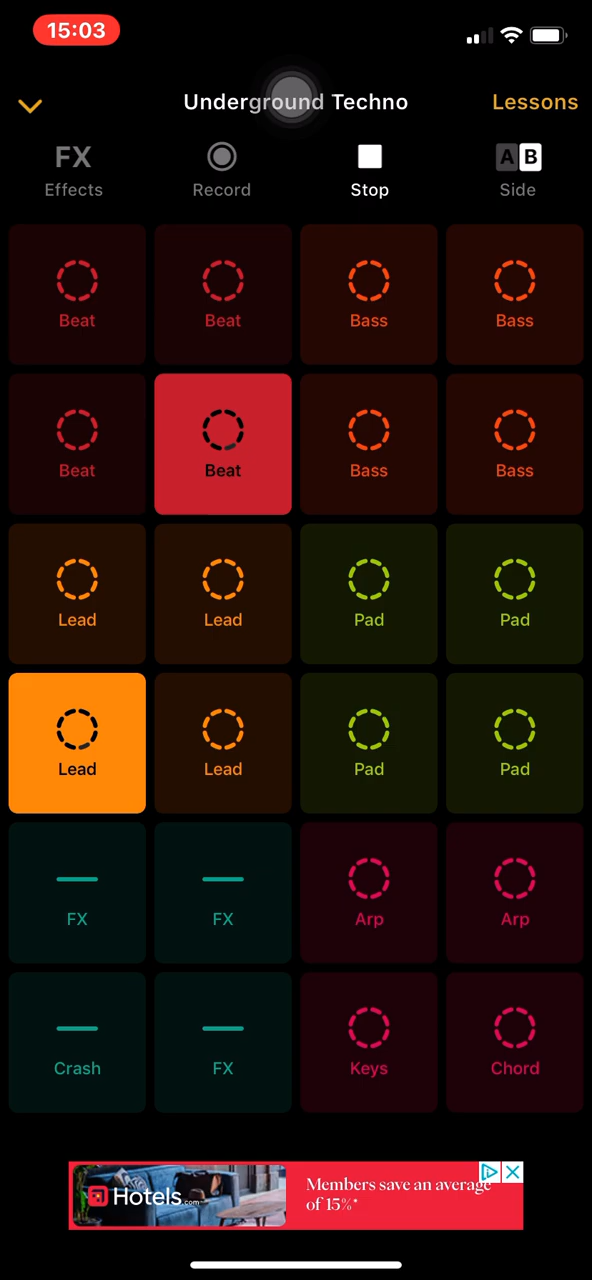 15:03
Underground Techno
Lessons
FX
A B
Effects
Record
Stop
Side
Beat
Beat
Bass
Bass
Beat
Beat
Bass
Bass
Lead
Lead
Pad
Pad
Lead
Lead
Pad
Pad
FX
FX
Arp
Arp
Crash
FX
Keys
Chord
Hotels.com
Members save an average
of 15%*